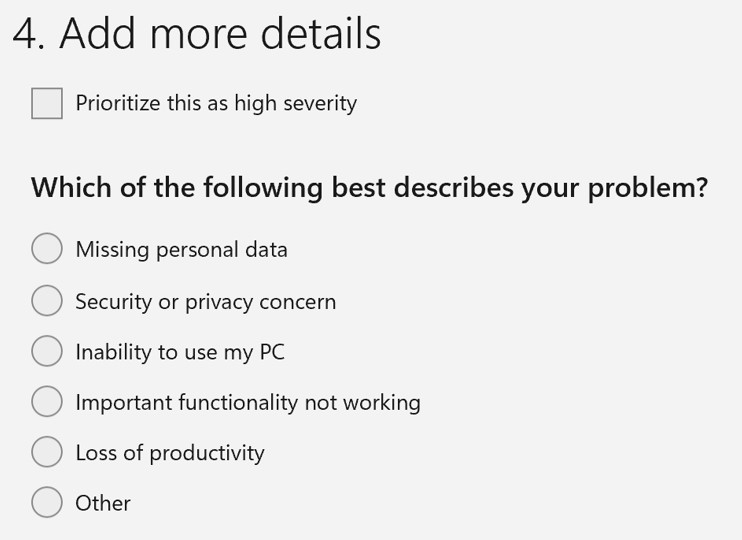 4. Add more details
Prioritize this as high severity
Which of the following best describes your problem?
Missing personal data
Security or privacy concern
Inability to use my PC
Important functionality not working
Loss of productivity
Other